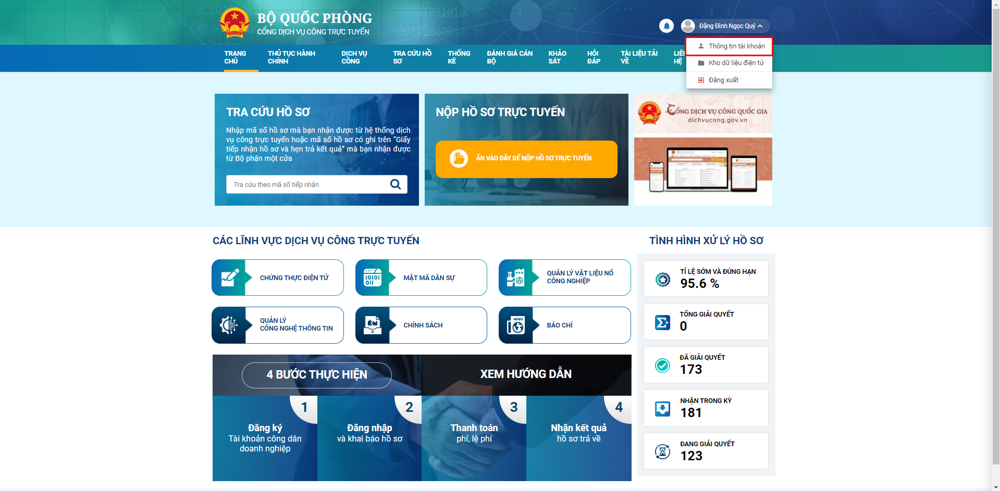 BỘ QUỐC PHÒNG
CỔNG DỊCH VỤ CÔNG TRỰC TUYẾN
Đặng Đình Ngọc Quý
Thông tin tài khoản
Kho dữ liệu điện tử
Đăng xuất
TRANG
CHỦ
THỦ TỤC HÀNH
CHÍNH
DỊCH VỤ
CÔNG
TRA CỨU HỒ
SƠ
THỐNG
KÊ
ĐÁNH GIÁ CÁN
BỘ
KHẢO
SÁT
HỎI
ĐÁP
TÀI LIỆU TẢI
VỀ
HỆ
TRA CỨU HỒ SƠ
Nhập mã số hồ sơ mà bạn nhận được từ hệ thống dịch
vụ công trực tuyến hoặc mã số hồ sơ có ghi trên “Giấy
tiếp nhận hồ sơ và hẹn trả kết quả” mà bạn nhận được
từ Bộ phận một cửa
Tra cứu theo mã số tiếp nhận
NỘP HỒ SƠ TRỰC TUYẾN
ẤN VÀO ĐÂY ĐỂ NỘP HỒ SƠ TRỰC TUYẾN
CỔNG DỊCH VỤ CÔNG QUỐC GIA
dichvucong.gov.vn
CÁC LĨNH VỰC DỊCH VỤ CÔNG TRỰC TUYẾN
CHỨNG THỰC ĐIỆN TỬ
MẬT MÃ DÂN SỰ
QUẢN LÝ VẬT LIỆU NỔ
CÔNG NGHIỆP
QUẢN LÝ
CÔNG NGHỆ THÔNG TIN
CHÍNH SÁCH
NEWS
BÁO CHÍ
4 BƯỚC THỰC HIỆN
XEM HƯỚNG DẪN
1
Đăng ký
Tài khoản công dân
doanh nghiệp
2
Đăng nhập
và khai báo hồ sơ
3
Thanh toán
phí, lệ phí
4
Nhận kết quả
hồ sơ trả về
TÌNH HÌNH XỬ LÝ HỒ SƠ
TỈ LỆ SỚM VÀ ĐÚNG HẠN
95.6 %
TỔNG GIẢI QUYẾT
0
ĐÃ GIẢI QUYẾT
173
NHẬN TRONG KỲ
181
ĐANG GIẢI QUYẾT
123